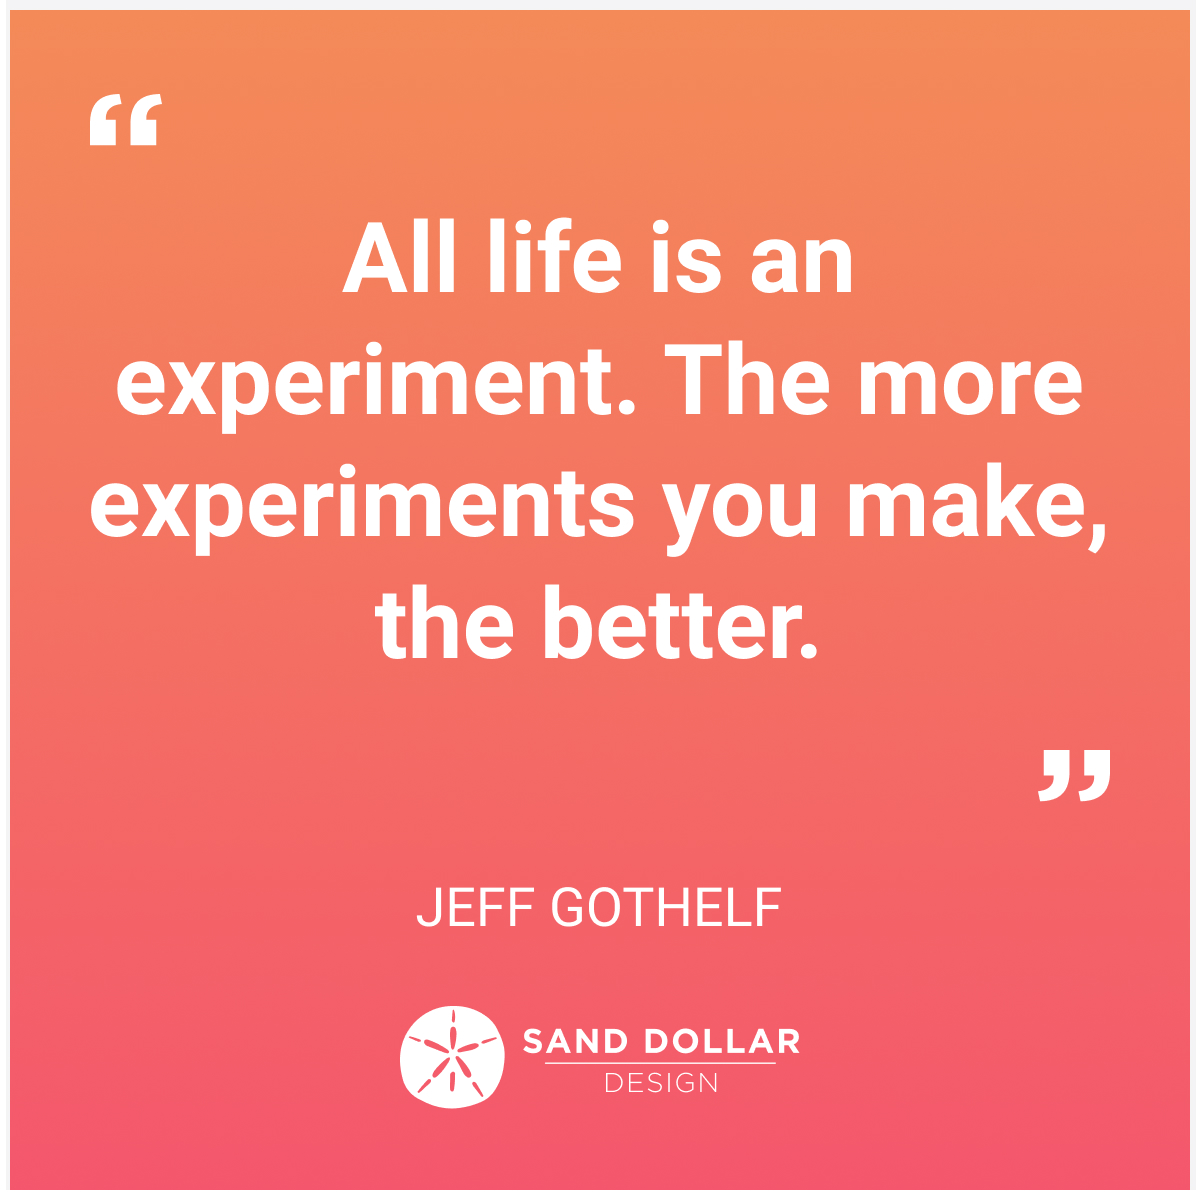 “
All life is an
experiment. The more
experiments you make,
the better.
”
JEFF GOTHELF
SAND DOLLAR
DESIGN